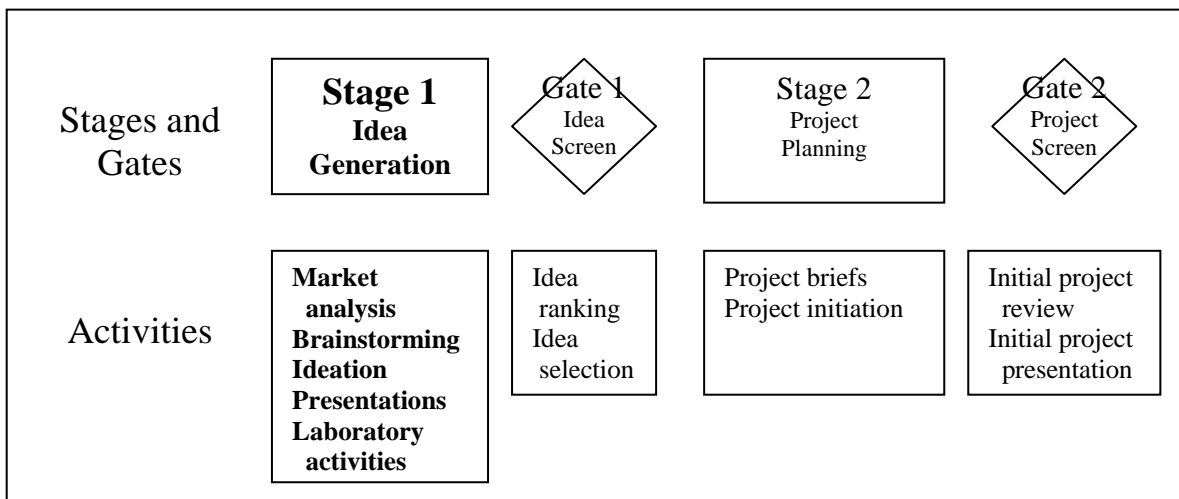 Stages and
Gates
Stage 1
Idea
Generation
Gate 1
Idea
Screen
Stage 2
Project
Planning
Gate 2
Project
Screen
Activities
Market
analysis
Brainstorming
Ideation
Presentations
Laboratory
activities
Idea
ranking
Idea
selection
Project briefs
Project initiation
Initial project
review
Initial project
presentation